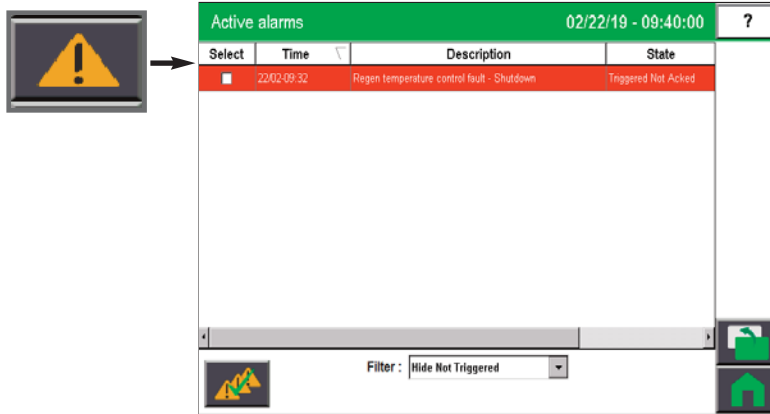 Active alarms 02/22/19 - 09:40:00 ?
Select Time Description State
22/02-09:32 Regen temperature control fault - Shutdown Triggered Not Acked
Filter : Hide Not Triggered